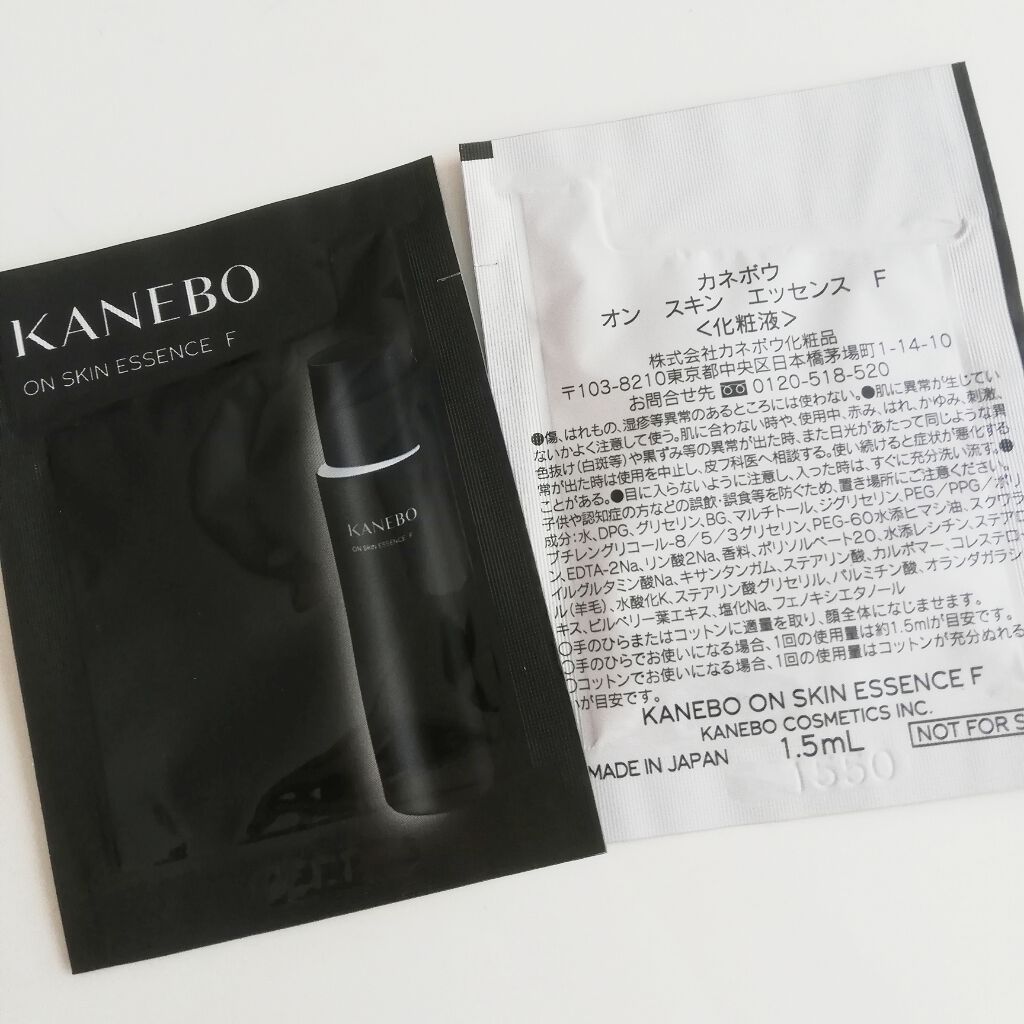 KANEBO
ON SKIN ESSENCE F
KANEBO
ON SKIN ESSENCE F
カネボウ
オン スキン エッセンス F
<化粧液>
株式会社カネボウ化粧品
〒103-8210東京都中央区日本橋茅場町1-14-10
お問合せ先 0120-518-520
●傷、はれもの、湿疹等異常のあるところには使わない。●肌に異常が生じてい
ないかよく注意して使う。肌に合わない時や、使用中、赤み、はれ、かゆみ、刺激、
色抜け(白斑等)や黒ずみ等の異常が出た時、また日光があたって同じような異
常が出た時は使用を中止し、皮フ科医へ相談する。使い続けると症状が悪化する
ことがある。●目に入らないように注意し、入った時は、すぐに充分洗い流す。●
子供や認知症の方などの誤飲・誤食等を防ぐため、置き場所にご注意ください。
成分:水、DPG、グリセリン、BG、マルチトール、ジグリセリン、PEG/PPG/ポリ
ブチレングリコール-8/5/3グリセリン、PEG-60水添ヒマシ油、スクワラ
ン、EDTA-2Na、リン酸2Na、香料、ポリソルベート20、水添レシチン、ステアロ
イルグルタミン酸Na、キサンタンガム、ステアリン酸、カルボマー、コレステロ
ール(羊毛)、水酸化K、ステアリン酸グリセリル、パルミチン酸、オランダガラシ
キス、ビルベリー葉エキス、塩化Na、フェノキシエタノール
○手のひらまたはコットンに適量を取り、顔全体になじませます。
○手のひらでお使いになる場合、1回の使用量は約1.5mlが目安です。
○コットンでお使いになる場合、1回の使用量はコットンが充分ぬれる
いが目安です。
KANEBO ON SKIN ESSENCE F
KANEBO COSMETICS INC.
MADE IN JAPAN 1.5mL NOT FOR S
1550